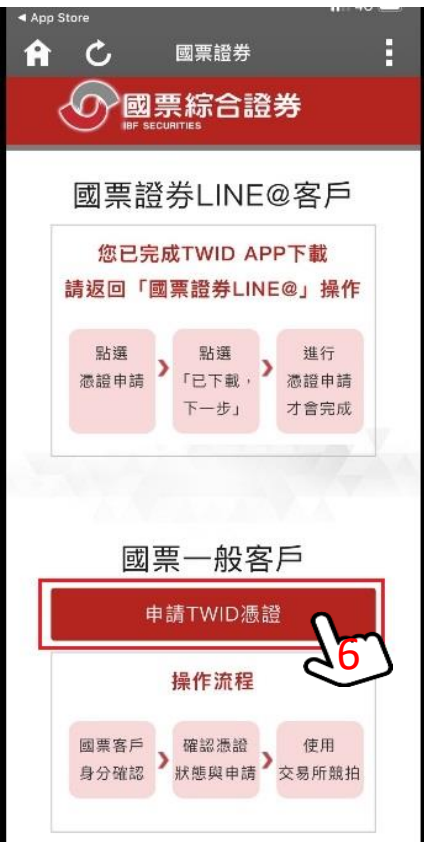 App Store
國票證券
國票綜合證券
IBF SECURITIES
國票證券LINE@客戶
您已完成TWID APP下載
請返回「國票證券LINE@」操作
點選
憑證申請
點選
「已下載，
下一步」
進行
憑證申請
才會完成
國票一般客戶
申請TWID憑證
6
操作流程
國票客戶
身分確認
確認憑證
狀態與申請
使用
交易所競拍